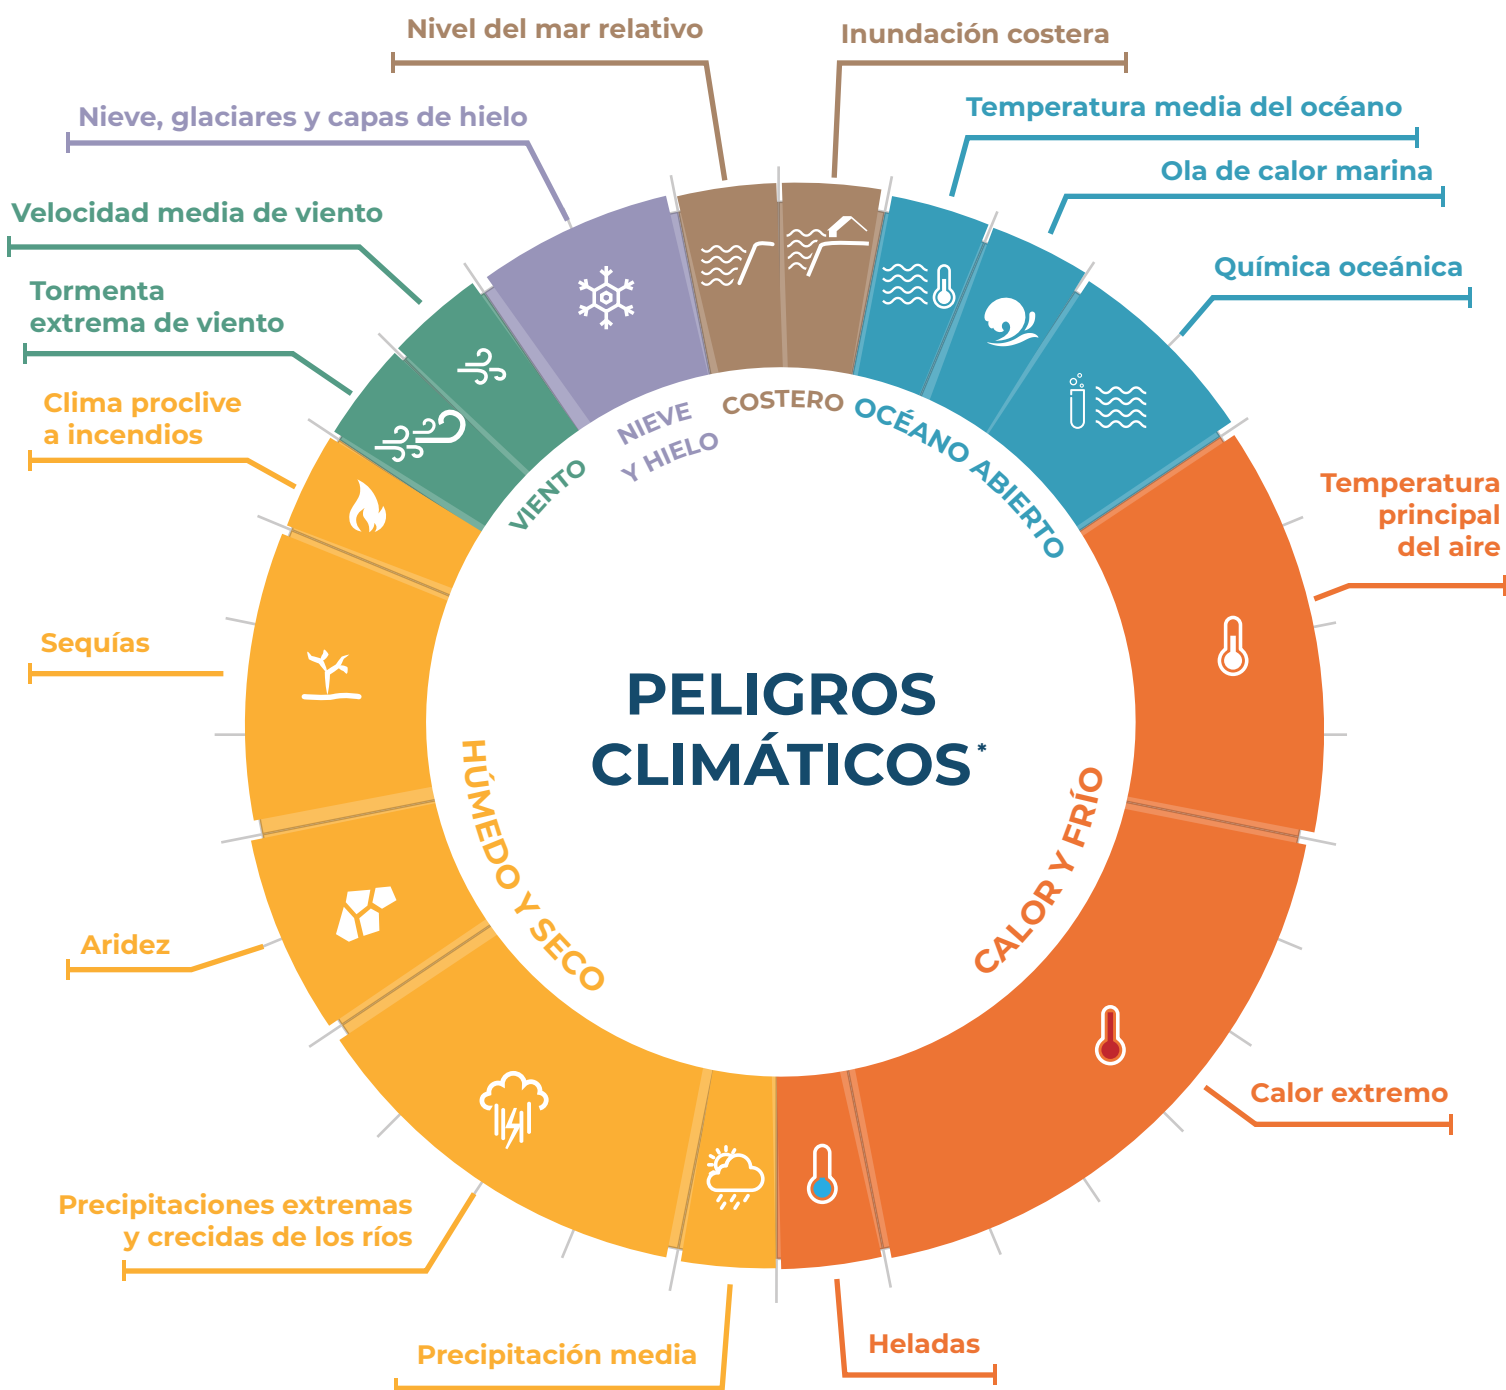 Nivel del mar relativo
Inundación costera
Nieve, glaciares y capas de hielo
Temperatura media del océano
Ola de calor marina
Velocidad media de viento
Química oceánica
Tormenta
extrema de viento
Clima proclive
a incendios
COSTERO
NIEVE
Y HIELO
OCÉANO ABIERTO
VIENTO
Temperatura
principal
del aire
Sequías
PELIGROS
CLIMÁTICOS*
HÚMEDO Y SECO
CALOR Y FRÍO
Aridez
Calor extremo
Precipitaciones extremas
y crecidas de los ríos
Heladas
Precipitación media